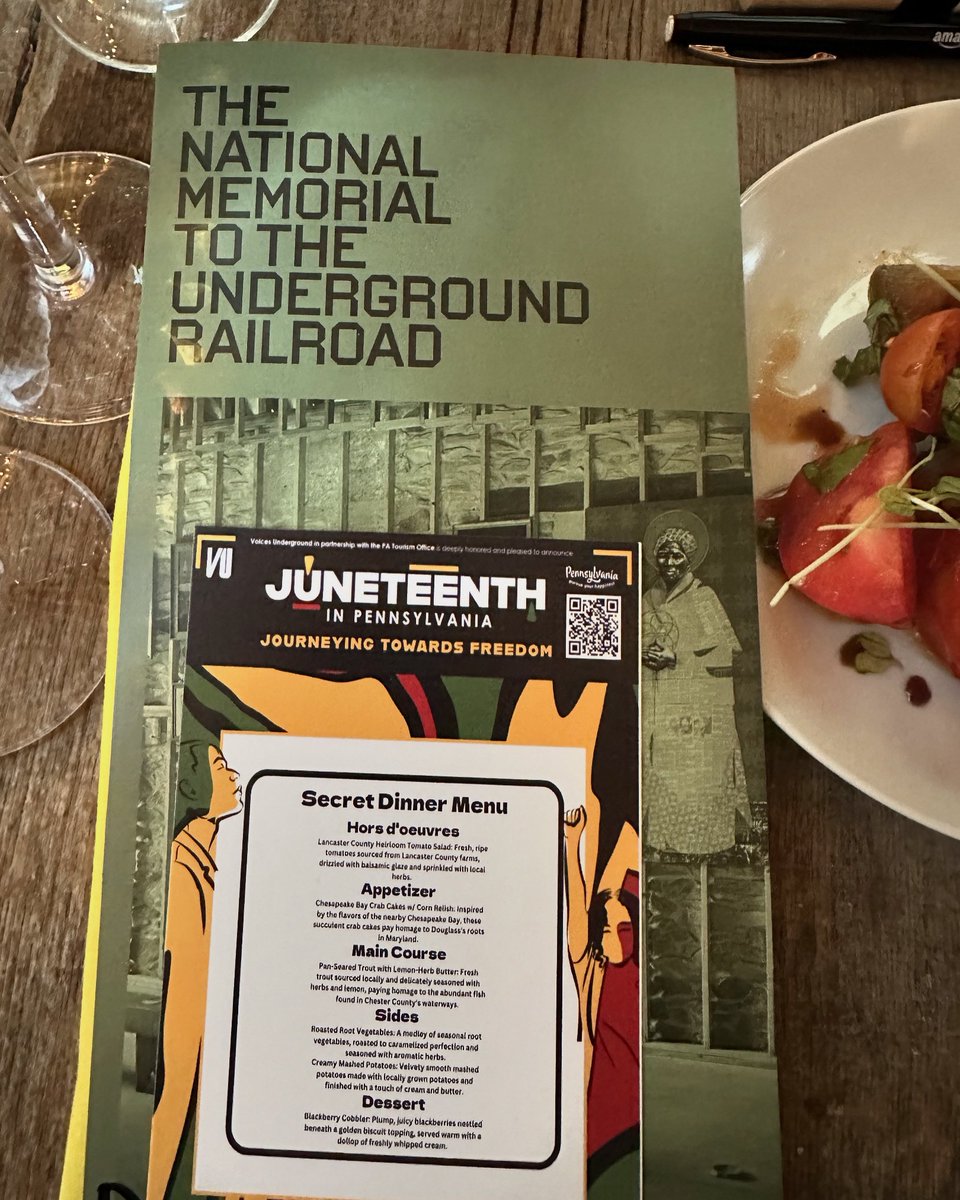 ama
THE
NATIONAL
MEMORIAL
TO THE
UNDERGROUND
RAILROAD
Voices Underground in partnership with the PA Tourism Office is deeply honored and pleased to announce
VU
JUNETEENTH
IN PENNSYLVANIA
JOURNEYING TOWARDS FREEDOM
Pennsylvania
pursue your happiness
Secret Dinner Menu
Hors d'oeuvres
Lancaster County Heirloom Tomato Salad: Fresh, ripe
tomatoes sourced from Lancaster County farms,
drizzled with balsamic glaze and sprinkled with local
herbs.
Appetizer
Chesapeake Bay Crab Cakes w/ Corn Relish. Inspired
by the flavors of the nearby Chesapeake Bay, these
succulent crab cakes pay homage to Douglass's roots
in Maryland.
Main Course
Pan-Seared Trout with Lemon-Herb Butter: Fresh
trout sourced locally and delicately seasoned with
herbs and lemon, paying homage to the abundant fish
found in Chester County's waterways.
Sides
Roasted Root Vegetables: A medley of seasonal root
vegetables, roasted to caramelized perfection and
seasoned with aromatic herbs.
Creamy Mashed Potatoes: Velvety smooth mashed
potatoes made with locally grown potatoes and
finished with a touch of cream and butter.
Dessert
Blackberry Cobbler: Plump, juicy blackberries nestled
beneath a golden biscuit topping, served warm with a
dollop of freshly whipped cream.